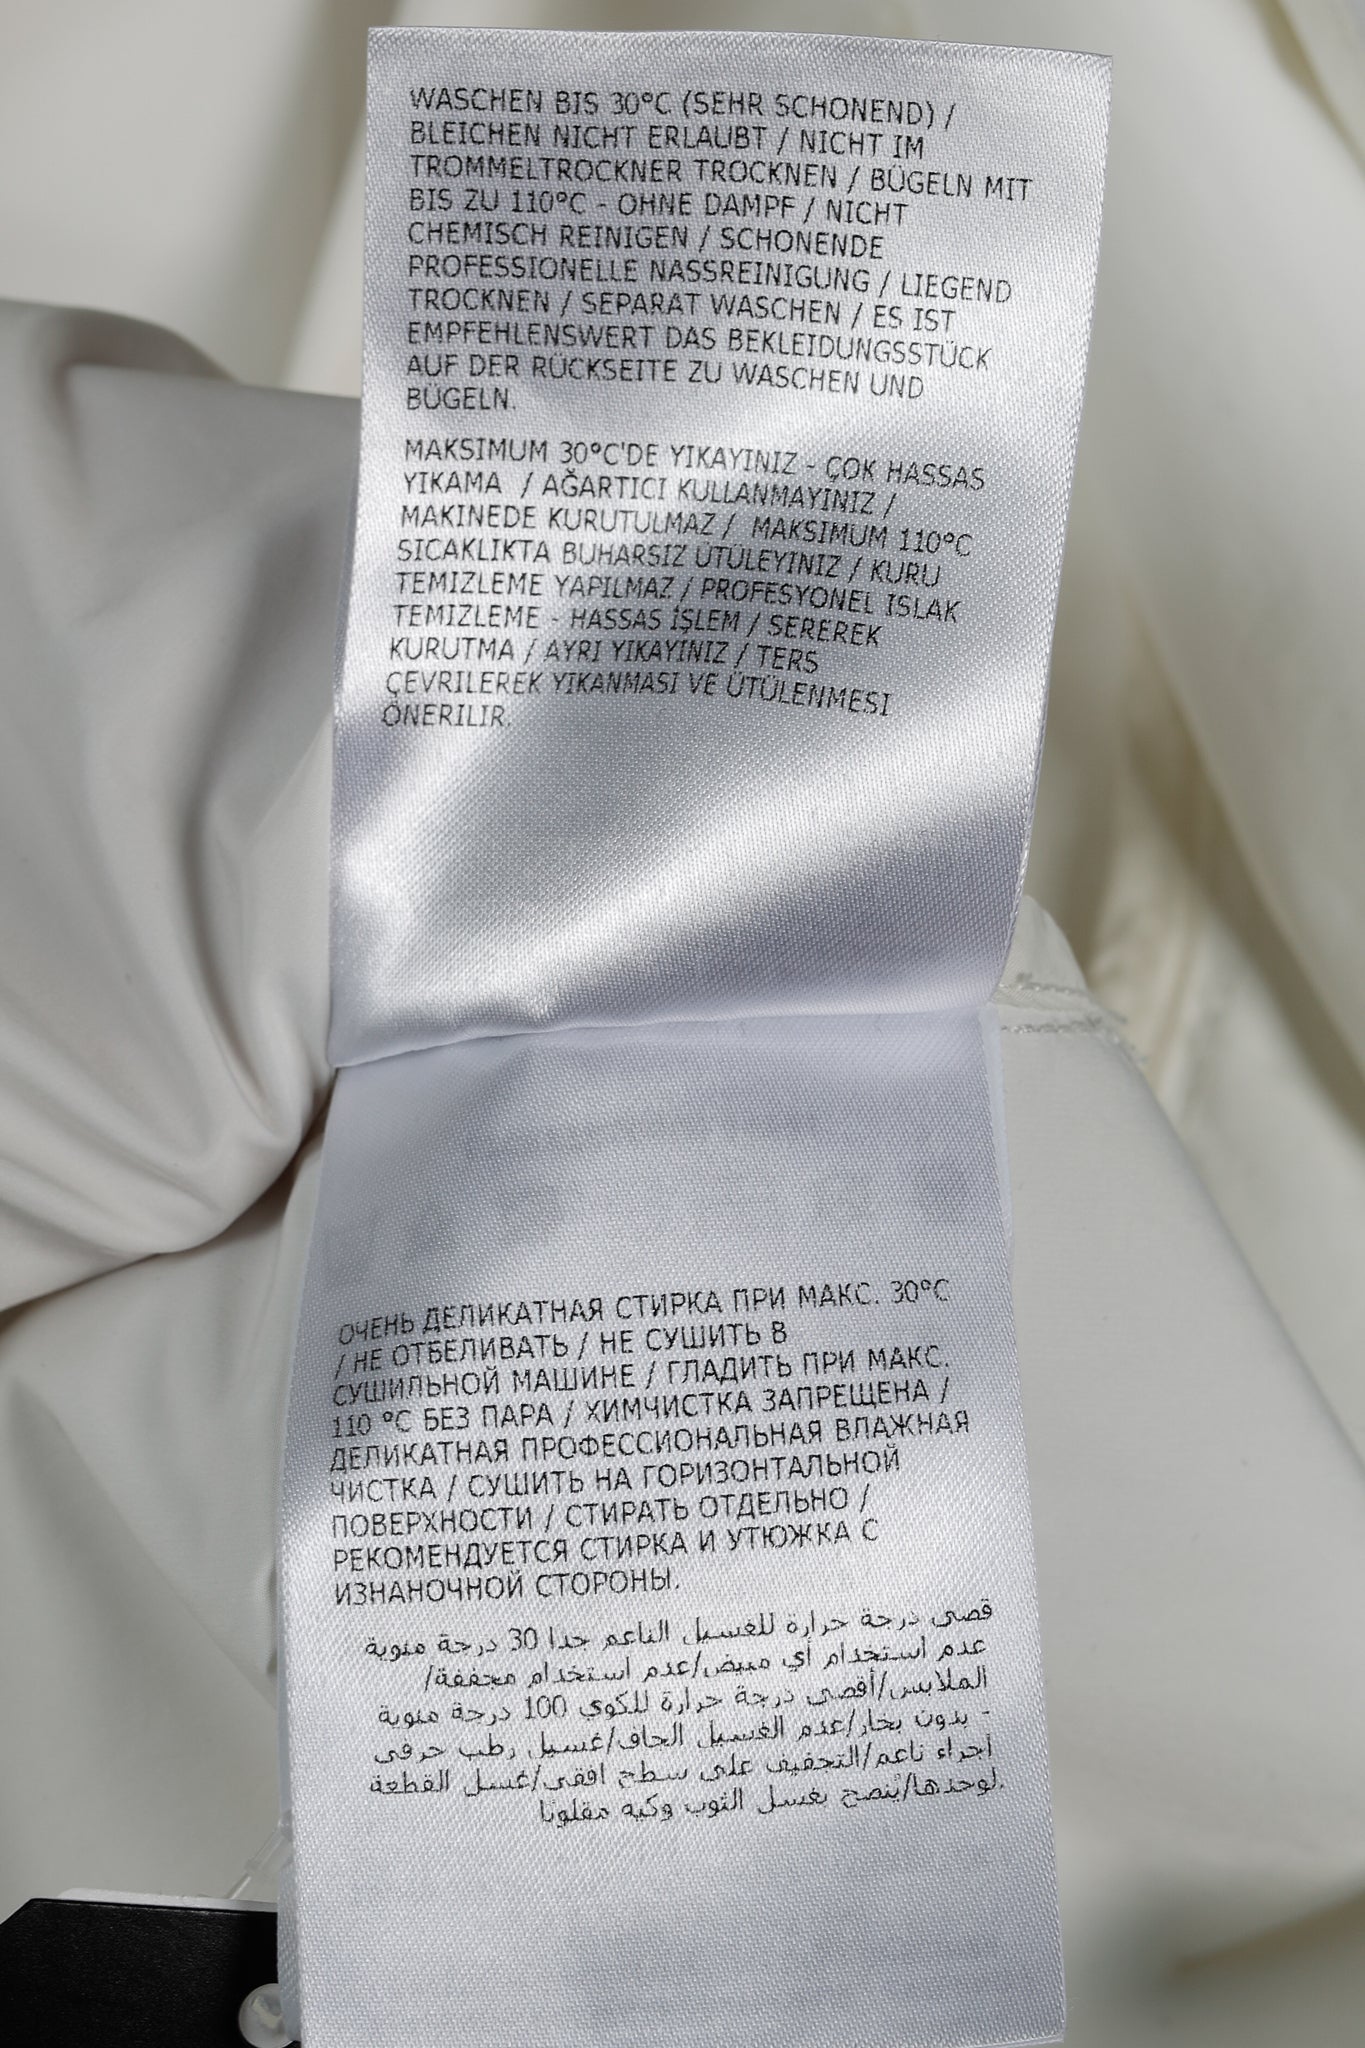 WASCHEN BIS 30°C (SEHR SCHONEND) /
BLEICHEN NICHT ERLAUBT / NICHT IM
TROMMELTROCKNER TROCKNEN / BÜGELN MIT
BIS ZU 110°C - OHNE DAMPF / NICHT
CHEMISCH REINIGEN / SCHONENDE
PROFESSIONELLE NASSREINIGUNG / LIEGEND
TROCKNEN / SEPARAT WASCHEN / ES IST
EMPFEHLENSWERT DAS BEKLEIDUNGSSTÜCK
AUF DER RÜCKSEITE ZU WASCHEN UND
BÜGELN.
MAKSIMUM 30°C'DE YIKAYINIZ - ÇOK HASSAS
YIKAMA / AĞARTICI KULLANMAYINIZ /
MAKINEDE KURUTULMAZ / MAKSIMUM 110°C
SICAKLIKTA BUHARSIZ ÜTÜLEYINIZ / KURU
TEMIZLEME YAPILMAZ / PROFESYONEL ISLAK
TEMIZLEME - HASSAS İŞLEM / SEREREK
KURUTMA / AYRI YIKAYINIZ / TERS
ÇEVRILEREK YIKANMASI VE ÜTÜLENMESI
ÖNERILIR.
ОЧЕНЬ ДЕЛИКАТНАЯ СТИРКА ПРИ МАКС. 30°C
/ НЕ ОТБЕЛИВАТЬ / НЕ СУШИТЬ В
СУШИЛЬНОЙ МАШИНЕ / ГЛАДИТЬ ПРИ МАКС.
110 °C БЕЗ ПАРА / ХИМЧИСТКА ЗАПРЕЩЕНА /
ДЕЛИКАТНАЯ ПРОФЕССИОНАЛЬНАЯ ВЛАЖНАЯ
ЧИСТКА / СУШИТЬ НА ГОРИЗОНТАЛЬНОЙ
ПОВЕРХНОСТИ / СТИРАТЬ ОТДЕЛЬНО /
РЕКОМЕНДУЕТСЯ СТИРКА И УТЮЖКА С
ИЗНАНОЧНОЙ СТОРОНЫ.
قصى درجة حرارة للغسيل الناعم جدا 30 درجة مئوية
عدم استخدام أي مبيض/عدم استخدام مجففة/
الملابس/أقصى درجة حرارة للكوي 100 درجة مئوية
- بدون بخار/عدم الغسيل الجاف/غسيل رطب حرفي
أجراء ناعم/التجفيف على سطح افقي/غسل القطعة
لوحدها/يُنصح بغسل الثوب وكيه مقلوبًا.